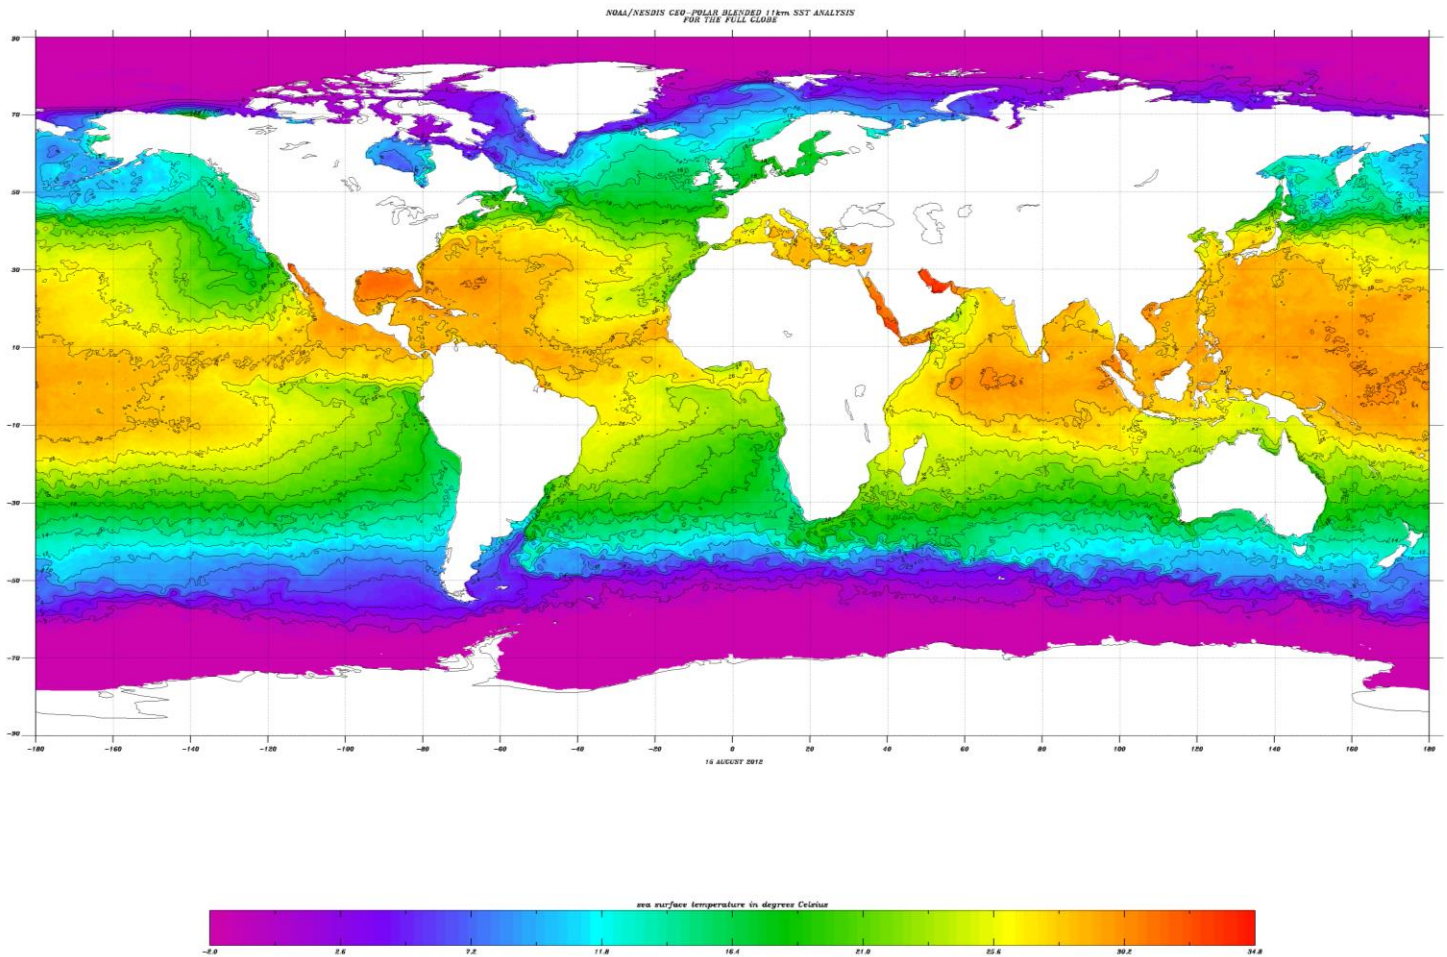 NOAA/NESDIS GEO-POLAR BLENDED 11km SST ANALYSIS
FOR THE FULL GLOBE
90
70
50
30
10
-10
-30
-50
-70
-90
-180 -160 -140 -120 -100 -80 -60 -40 -20 0 20 40 60 80 100 120 140 160 180
16 AUGUST 2012
sea surface temperature in degrees Celsius
-2.0 2.6 7.2 11.8 16.4 21.0 25.6 30.2 34.8